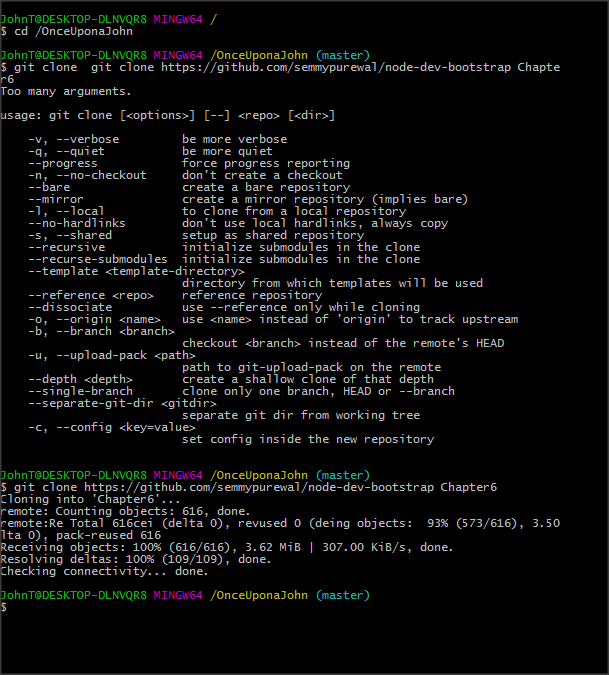 JohnT@DESKTOP-DLNVQR8 MINGW64 /
$ cd /OnceUponaJohn
JohnT@DESKTOP-DLNVQR8 MINGW64 /OnceUponaJohn (master)
$ git clone  git clone https://github.com/semmypurewal/node-dev-bootstrap Chapte
r6
Too many arguments.
usage: git clone [<options>] [--] <repo> [<dir>]
    -v, --verbose         be more verbose
    -q, --quiet           be more quiet
    --progress            force progress reporting
    -n, --no-checkout     don't create a checkout
    --bare                create a bare repository
    --mirror              create a mirror repository (implies bare)
    -l, --local           to clone from a local repository
    --no-hardlinks        don't use local hardlinks, always copy
    -s, --shared          setup as shared repository
    --recursive           initialize submodules in the clone
    --recurse-submodules  initialize submodules in the clone
    --template <template-directory>
                          directory from which templates will be used
    --reference <repo>    reference repository
    --dissociate          use --reference only while cloning
    -o, --origin <name>   use <name> instead of 'origin' to track upstream
    -b, --branch <branch>
                          checkout <branch> instead of the remote's HEAD
    -u, --upload-pack <path>
                          path to git-upload-pack on the remote
    --depth <depth>       create a shallow clone of that depth
    --single-branch       clone only one branch, HEAD or --branch
    --separate-git-dir <gitdir>
                          separate git dir from working tree
    -c, --config <key=value>
                          set config inside the new repository
JohnT@DESKTOP-DLNVQR8 MINGW64 /OnceUponaJohn (master)
$ git clone https://github.com/semmypurewal/node-dev-bootstrap Chapter6
Cloning into 'Chapter6'...
remote: Counting objects: 616, done.
remote:Re Total 616cei (delta 0), revused 0 (deing objects:  93% (573/616), 3.50
lta 0), pack-reused 616
Receiving objects: 100% (616/616), 3.62 MiB | 307.00 KiB/s, done.
Resolving deltas: 100% (109/109), done.
Checking connectivity... done.
JohnT@DESKTOP-DLNVQR8 MINGW64 /OnceUponaJohn (master)
$